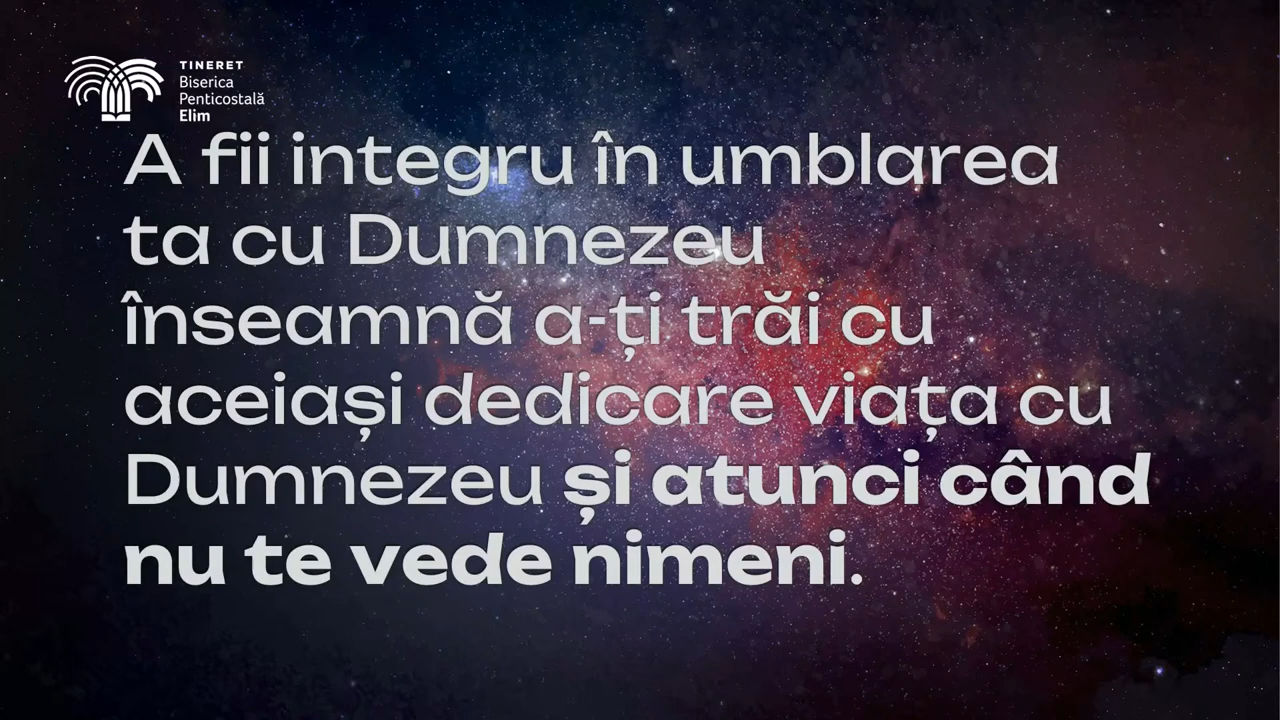 TINERET
Biserica
Penticostală
Elim
A fii integru în umblarea
ta cu Dumnezeu
înseamnă a-ți trăi cu
aceiași dedicare viața cu
Dumnezeu și atunci când
nu te vede nimeni.